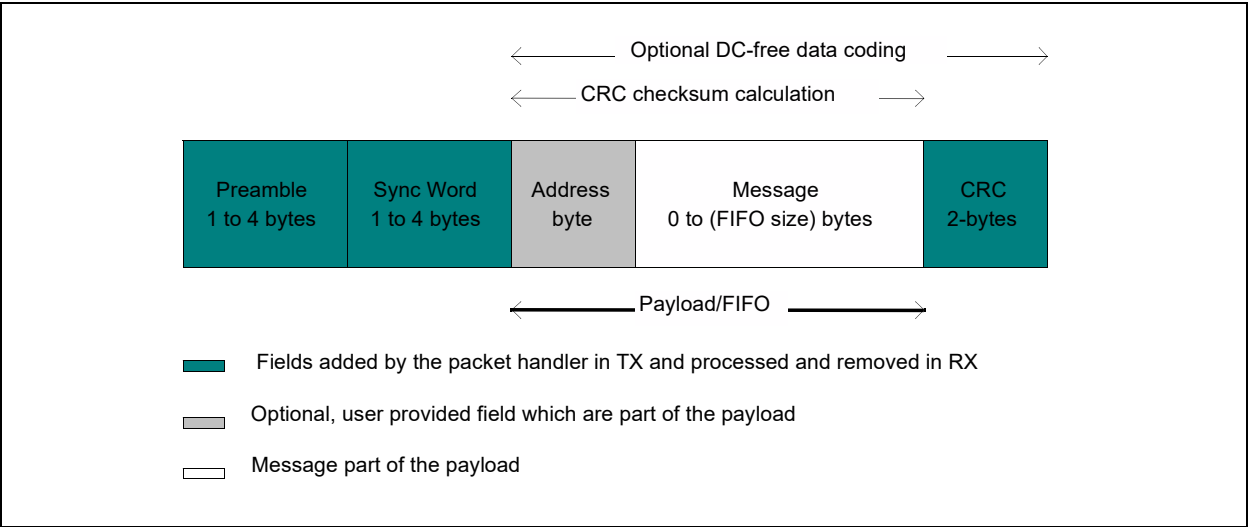 Optional DC-free data coding
CRC checksum calculation
Preamble
1 to 4 bytes
Sync Word
1 to 4 bytes
Address
byte
Message
0 to (FIFO size) bytes
CRC
2-bytes
Payload/FIFO
Fields added by the packet handler in TX and processed and removed in RX
Optional, user provided field which are part of the payload
Message part of the payload